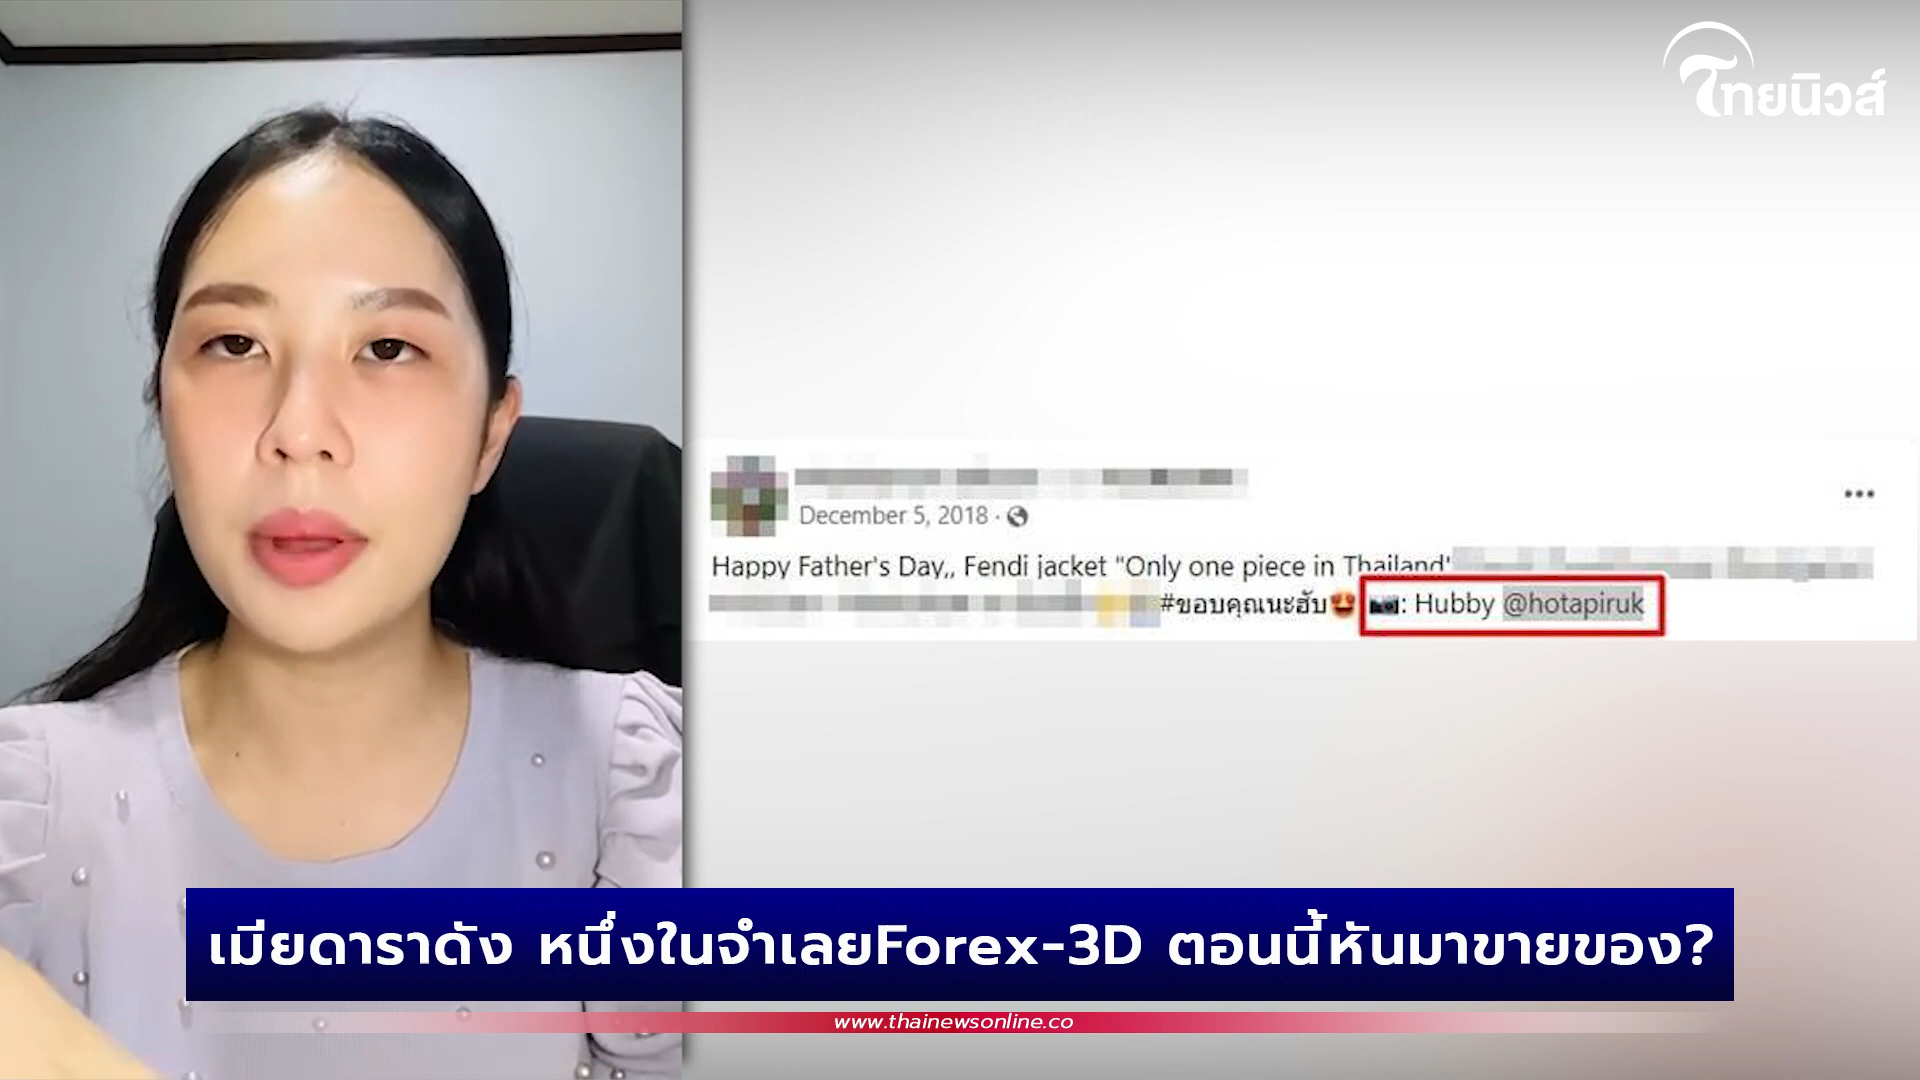 ไทยนิวส์
December 5, 2018 ·
Happy Father's Day,, Fendi jacket "Only one piece in Thailand'
#ขอบคุณนะฮับ😍 📷: Hubby @hotapiruk
เมียดาราดัง หนึ่งในจำเลยForex-3D ตอนนี้หันมาขายของ?
www.thainewsonline.co